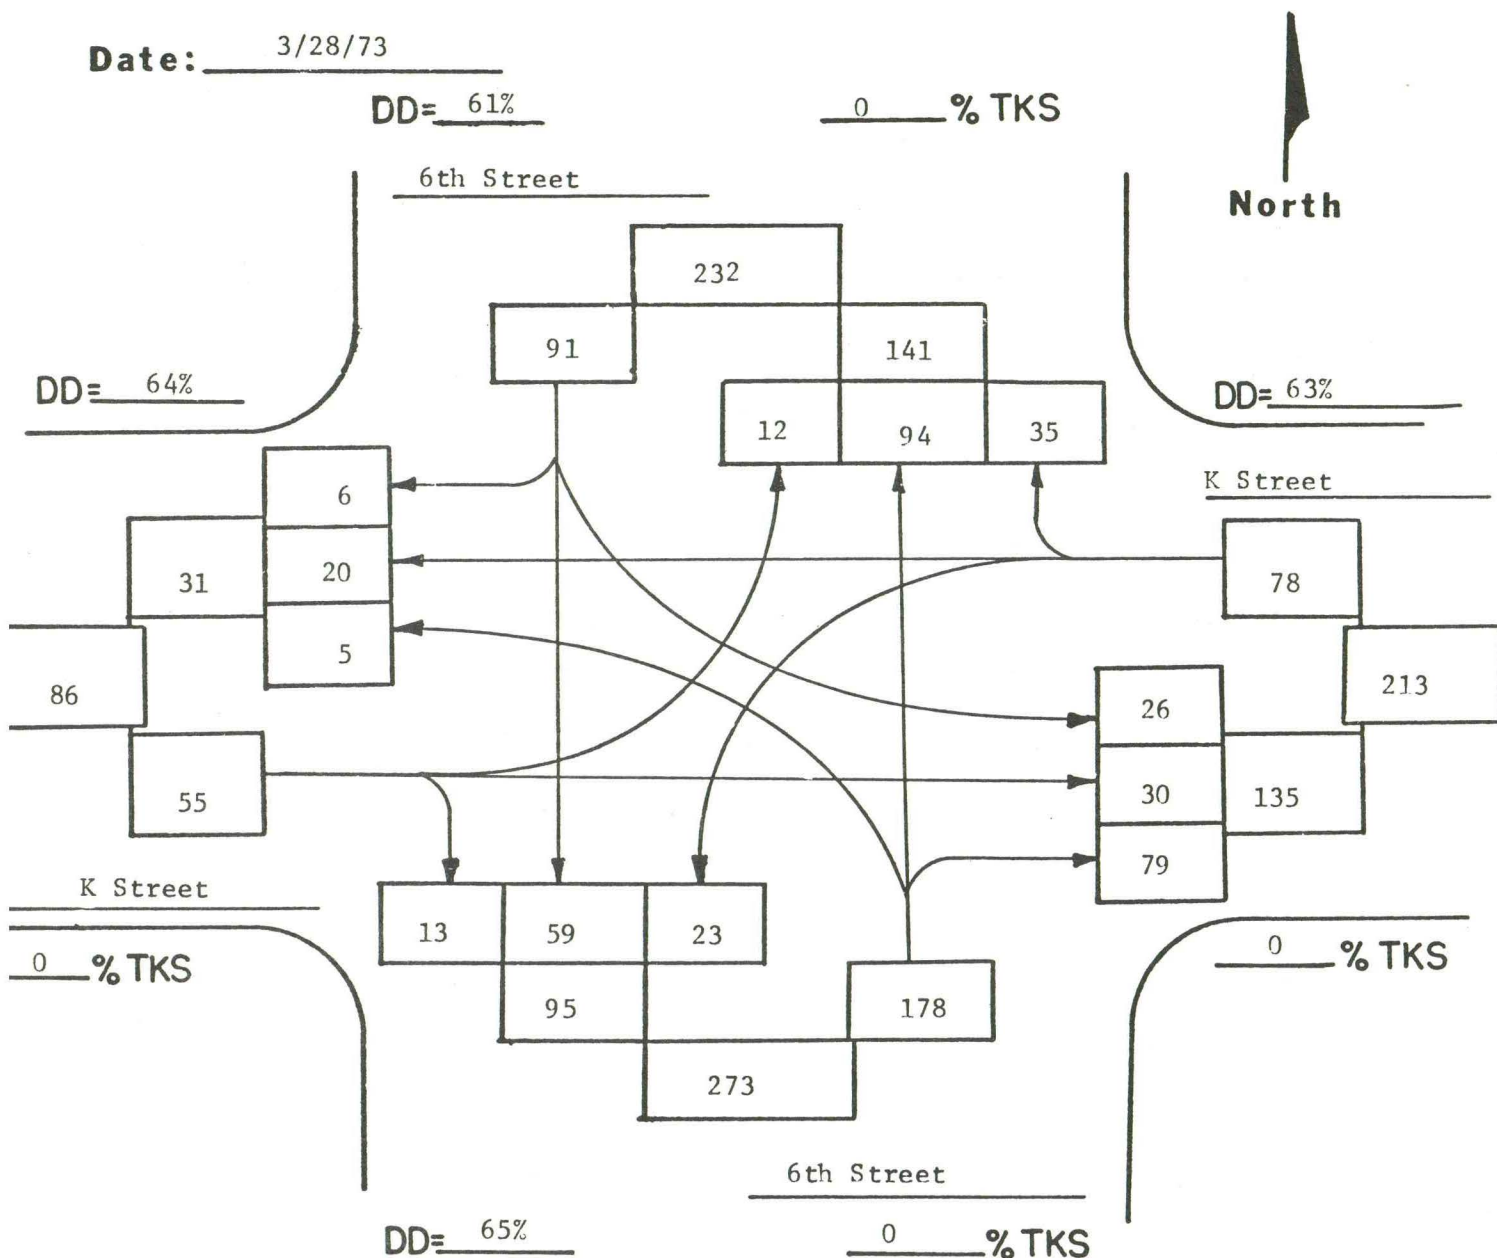 Date: 3/28/73
DD= 61%
0 % TKS
6th Street
North
232
91
141
DD= 64%
DD= 63%
12
94
35
K Street
6
31
20
78
5
86
26
213
55
30
135
79
K Street
13
59
23
0 % TKS
0 % TKS
95
178
273
6th Street
DD= 65%
0 % TKS